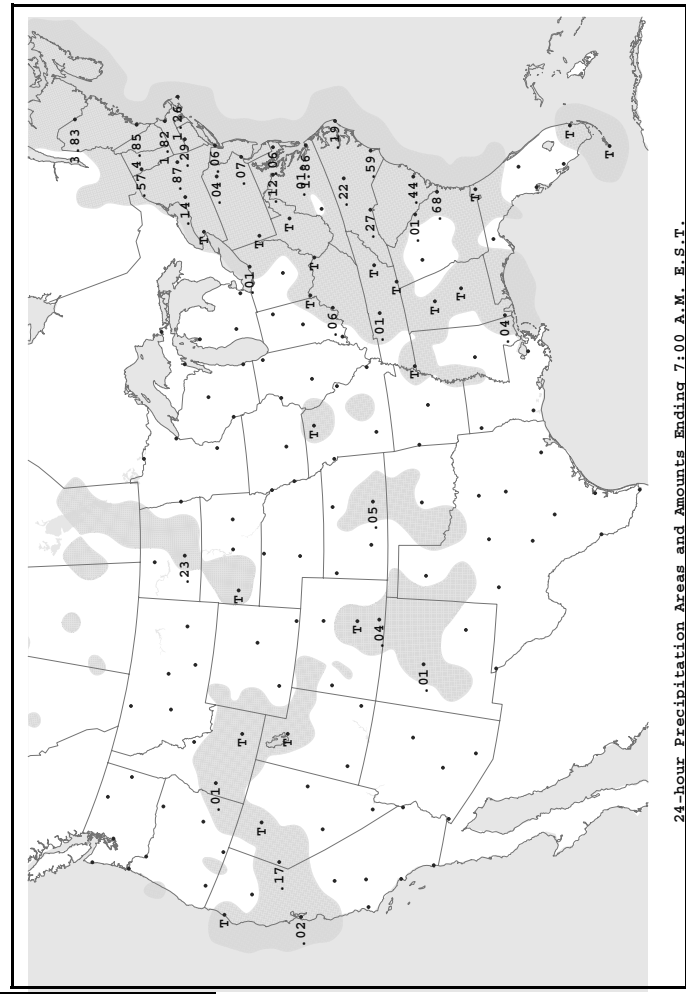 3.83
4.85
.57
1.82
1.26
.87
.29
.14
.23
T
.04
.06
.01
T
.07
T
T
.01
T
T
.12
.06
.17
T
T
.01
1.86
.02
T
T
T
.06
.19
.22
T
.27
.59
.05
T
.04
.01
T
.44
.01
T
.01
T
.68
T
T
.04
T
T
24-hour Precipitation Areas and Amounts Ending 7:00 A.M. E.S.T.